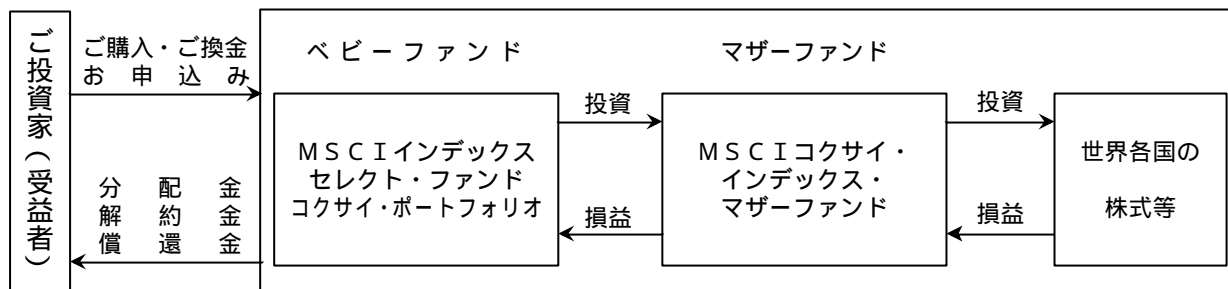 ご投資家(受益者)
ご購入・ご換金
お申込み
分配金
解約金
償還金
ベビーファンド
マザーファンド
MSCIインデックス
セレクト・ファンド
コクサイ・ポートフォリオ
投資
損益
MSCIコクサイ・
インデックス・
マザーファンド
投資
損益
世界各国の
株式等